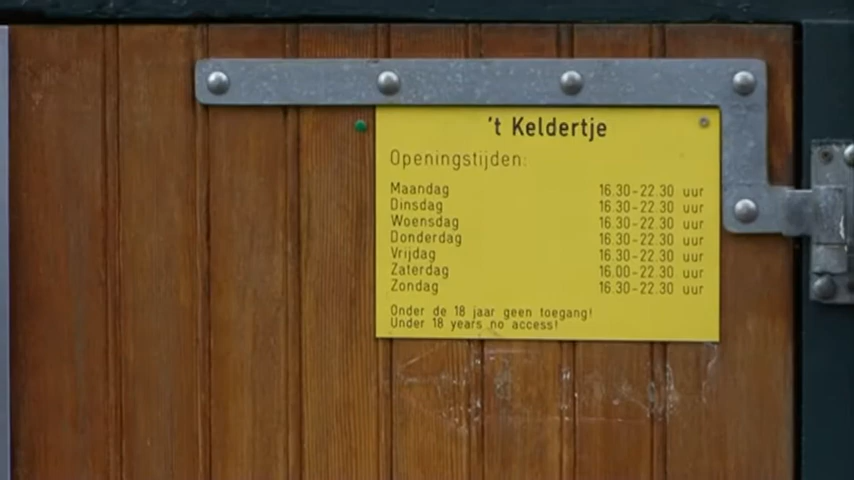 't Keldertje
Openingstijden:
Maandag 16.30-22.30 uur
Dinsdag 16.30-22.30 uur
Woensdag 16.30-22.30 uur
Donderdag 16.30-22.30 uur
Vrijdag 16.30-22.30 uur
Zaterdag 16.00-22.30 uur
Zondag 16.30-22.30 uur
Onder de 18 jaar geen toegang!
Under 18 years no access!